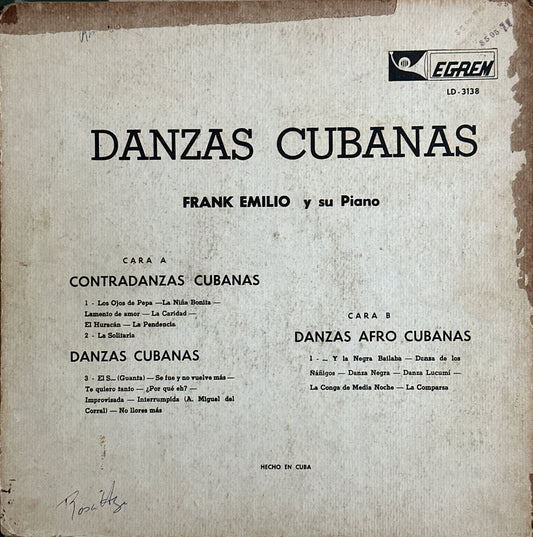 EGREM
LD-3138
DANZAS CUBANAS
FRANK EMILIO y su Piano
CARA A
CONTRADANZAS CUBANAS
1 - Los Ojos de Pepa —La Niña Bonita —
Lamento de amor — La Caridad —
El Huracán — La Pendencia
2 - La Solitaria
DANZAS CUBANAS
3 - El S... (Guanta) — Se fue y no vuelve más —
Te quiero tanto — ¿Por qué eh? —
Improvisada — Interrumpida (A. Miguel del
Corral) — No llores más
CARA B
DANZAS AFRO CUBANAS
1 - ... Y la Negra Bailaba — Danza de los
Ñáñigos — Danza Negra — Danza Lucumí —
La Conga de Media Noche — La Comparsa
HECHO EN CUBA